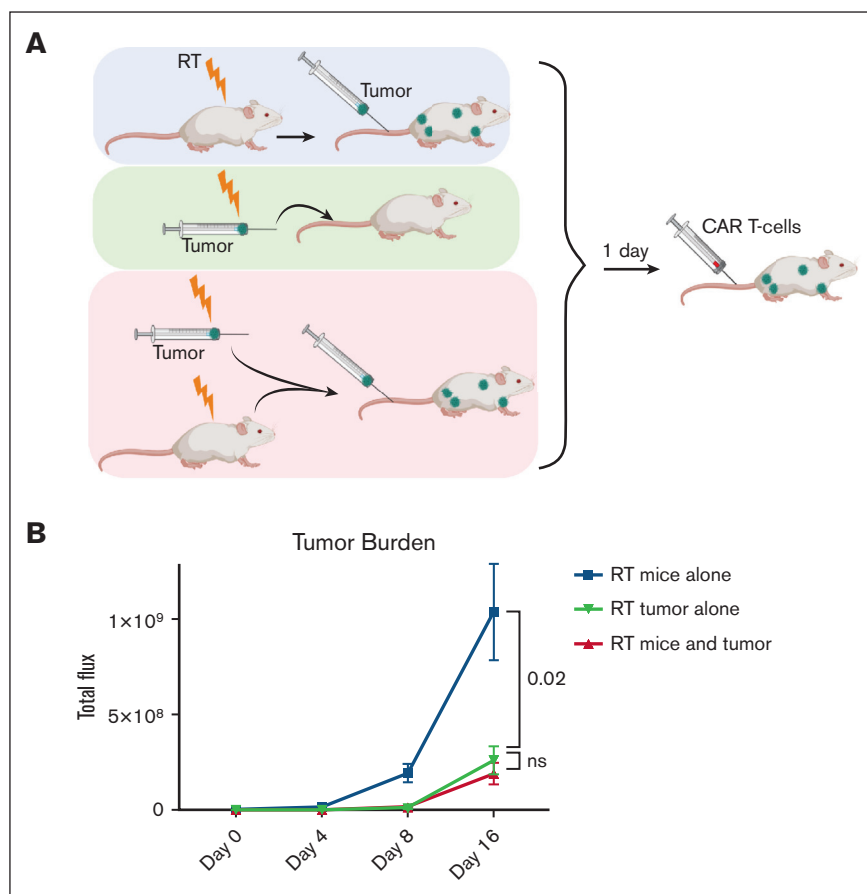 A
RT
Tumor
Tumor
Tumor
1 day
CAR T-cells
B
Tumor Burden
Total flux
1×10⁹
5×10⁸
0
Day 0
Day 4
Day 8
Day 16
0.02
ns
RT mice alone
RT tumor alone
RT mice and tumor